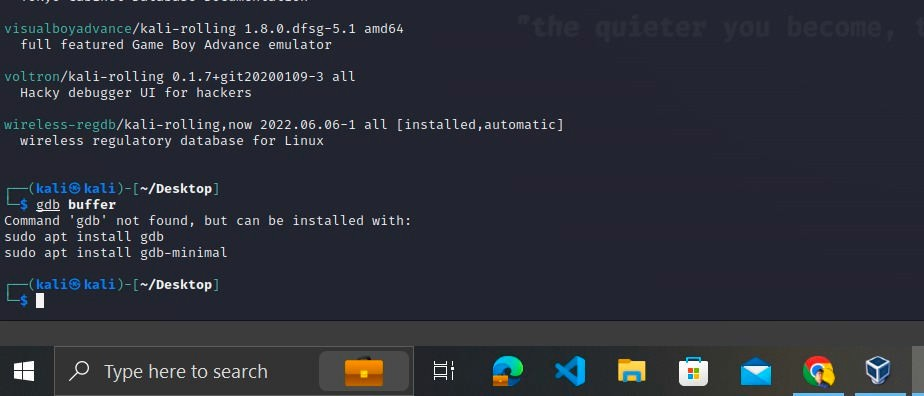 Tokyo Cabinet Database Documentation
"the quieter you become, t
visualboyadvance/kali-rolling 1.8.0.dfsg-5.1 amd64
full featured Game Boy Advance emulator
voltron/kali-rolling 0.1.7+git20200109-3 all
Hacky debugger UI for hackers
wireless-regdb/kali-rolling,now 2022.06.06-1 all [installed,automatic]
wireless regulatory database for Linux
┌──(kali㉿kali)-[~/Desktop]
└─$ gdb buffer
Command 'gdb' not found, but can be installed with:
sudo apt install gdb
sudo apt install gdb-minimal
┌──(kali㉿kali)-[~/Desktop]
└─$
Type here to search